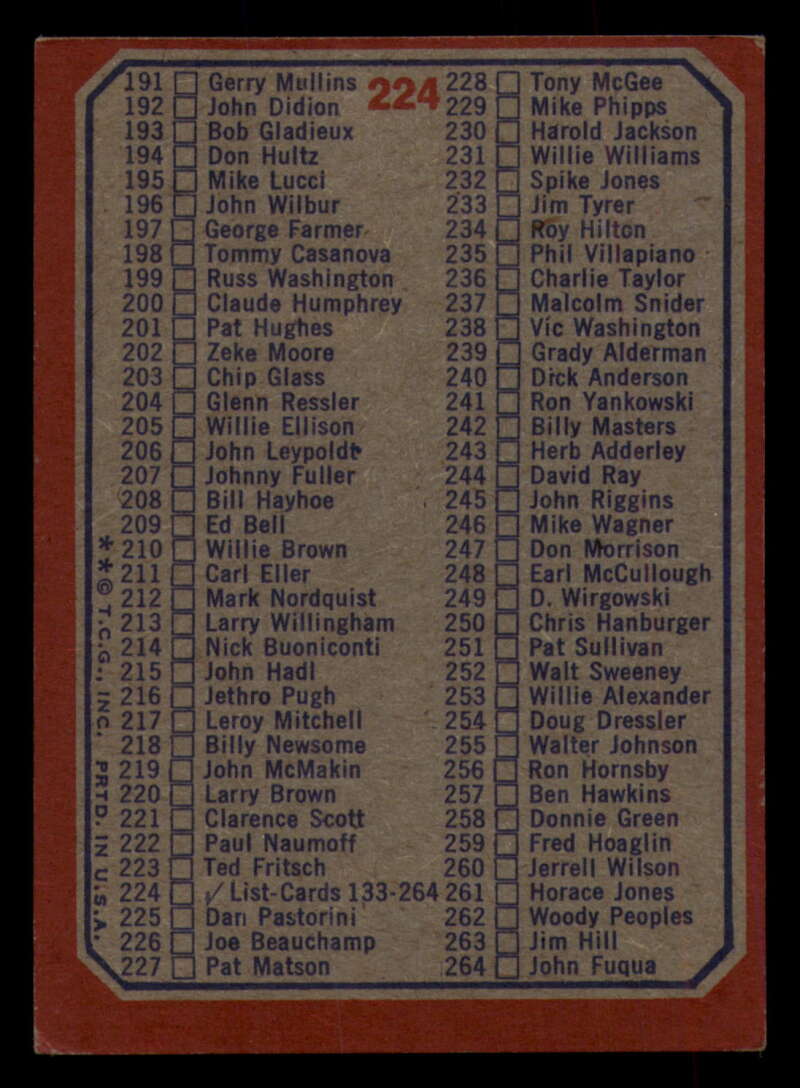 224
191 Gerry Mullins
192 John Didion
193 Bob Gladieux
194 Don Hultz
195 Mike Lucci
196 John Wilbur
197 George Farmer
198 Tommy Casanova
199 Russ Washington
200 Claude Humphrey
201 Pat Hughes
202 Zeke Moore
203 Chip Glass
204 Glenn Ressler
205 Willie Ellison
206 John Leypoldt
207 Johnny Fuller
208 Bill Hayhoe
209 Ed Bell
210 Willie Brown
211 Carl Eller
212 Mark Nordquist
213 Larry Willingham
214 Nick Buoniconti
215 John Hadl
216 Jethro Pugh
217 Leroy Mitchell
218 Billy Newsome
219 John McMakin
220 Larry Brown
221 Clarence Scott
222 Paul Naumoff
223 Ted Fritsch
224 ✓ List-Cards 133-264
225 Dan Pastorini
226 Joe Beauchamp
227 Pat Matson
228 Tony McGee
229 Mike Phipps
230 Harold Jackson
231 Willie Williams
232 Spike Jones
233 Jim Tyrer
234 Roy Hilton
235 Phil Villapiano
236 Charlie Taylor
237 Malcolm Snider
238 Vic Washington
239 Grady Alderman
240 Dick Anderson
241 Ron Yankowski
242 Billy Masters
243 Herb Adderley
244 David Ray
245 John Riggins
246 Mike Wagner
247 Don Morrison
248 Earl McCullough
249 D. Wirgowski
250 Chris Hanburger
251 Pat Sullivan
252 Walt Sweeney
253 Willie Alexander
254 Doug Dressler
255 Walter Johnson
256 Ron Hornsby
257 Ben Hawkins
258 Donnie Green
259 Fred Hoaglin
260 Jerrell Wilson
261 Horace Jones
262 Woody Peoples
263 Jim Hill
264 John Fuqua
**© T.C.G., INC. PRTD. IN U.S.A.